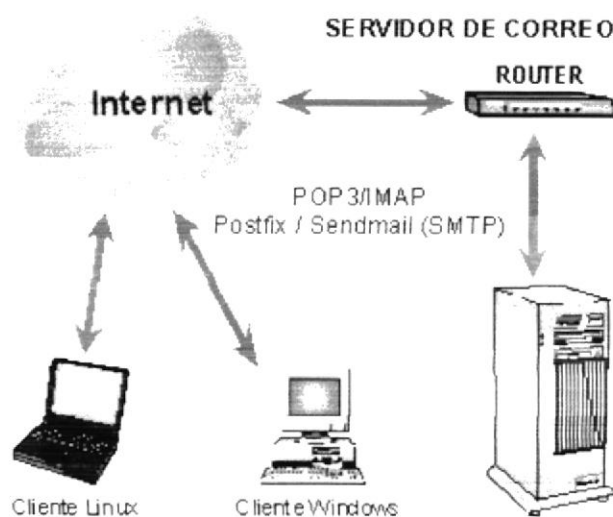 SERVIDOR DE CORREO
ROUTER
Internet
POP3/IMAP
Postfix / Sendmail (SMTP)
Cliente Linux
Cliente Windows